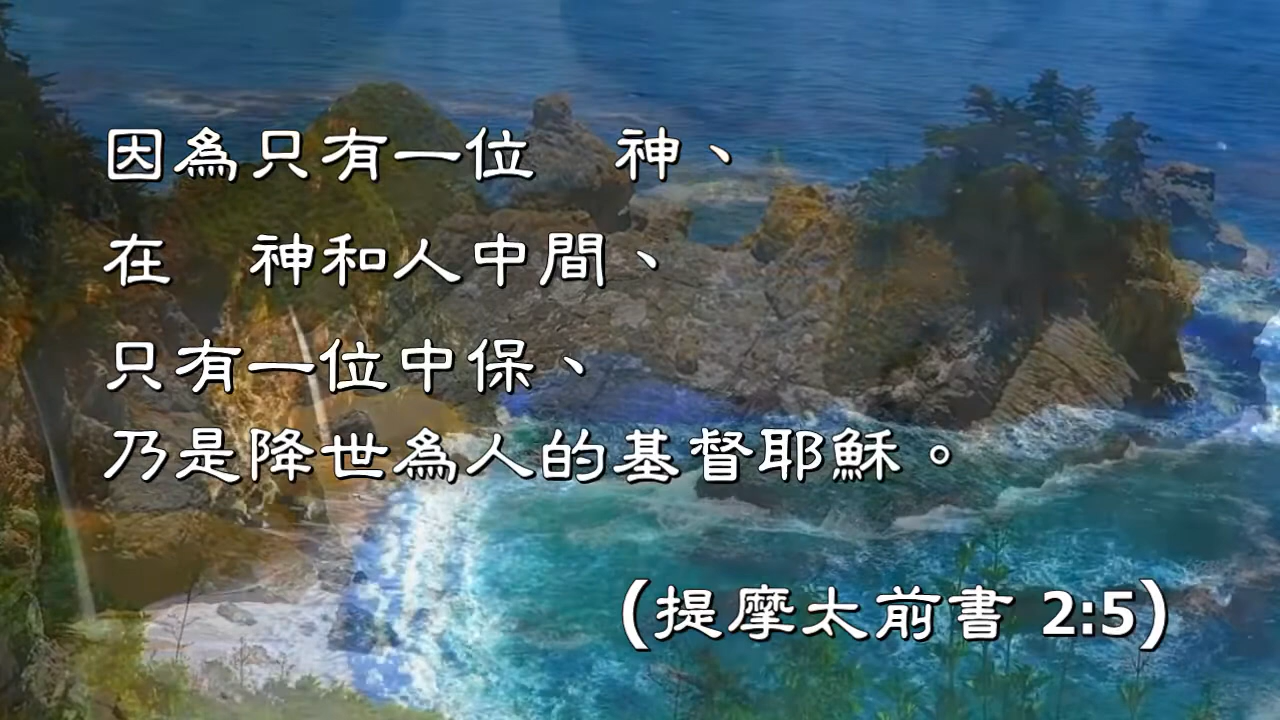 因為只有一位　神、
在　神和人中間、
只有一位中保、
乃是降世為人的基督耶穌。
(提摩太前書 2:5)